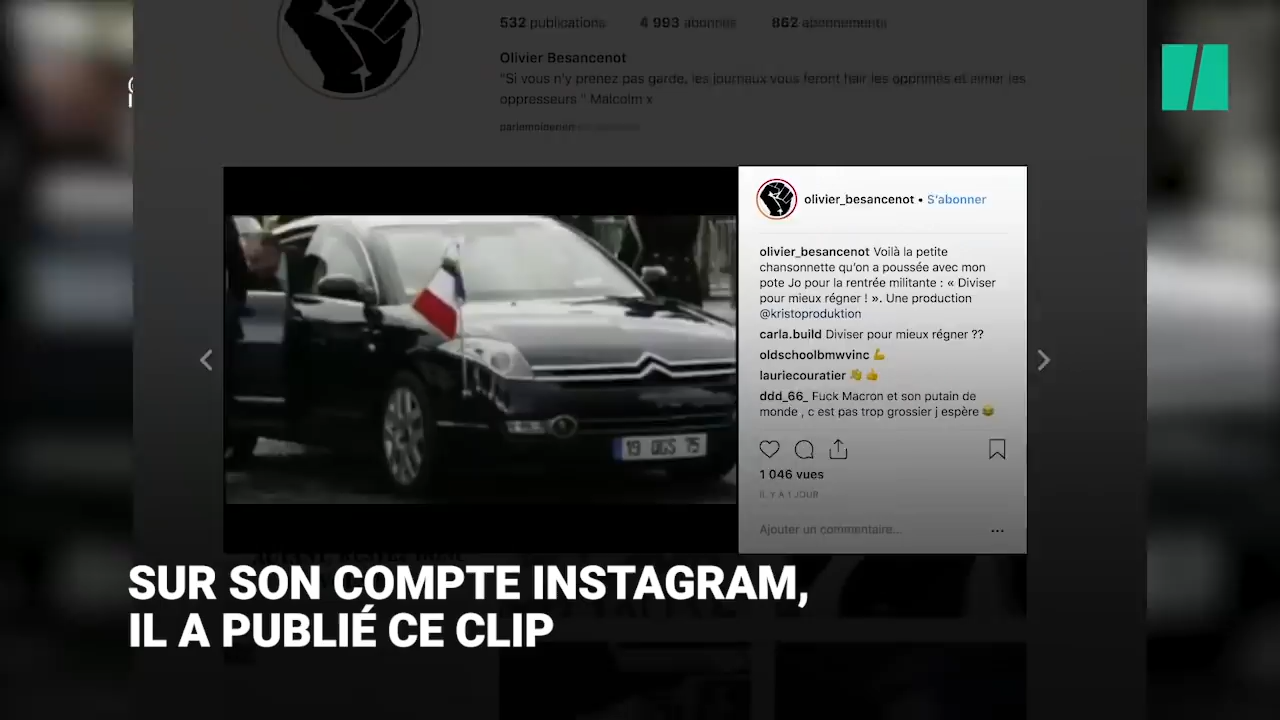 532 publications 4 993 abonnés 862 abonnements
Olivier Besancenot
"Si vous n'y prenez pas garde, les journaux vous feront haïr les opprimés et aimer les
oppresseurs " Malcolm x
olivier_besancenot • S'abonner
olivier_besancenot Voilà la petite
chansonnette qu'on a poussée avec mon
pote Jo pour la rentrée militante : « Diviser
pour mieux régner ! ». Une production
@kristoproduktion
carla.build Diviser pour mieux régner ??
oldschoolbmwvinc 💪
lauriecouratier 👏 👍
ddd_66_ Fuck Macron et son putain de
monde , c est pas trop grossier j espère 😂
19 QGS 75
1 046 vues
IL Y A 1 JOUR
Ajouter un commentaire...
SUR SON COMPTE INSTAGRAM,
IL A PUBLIÉ CE CLIP